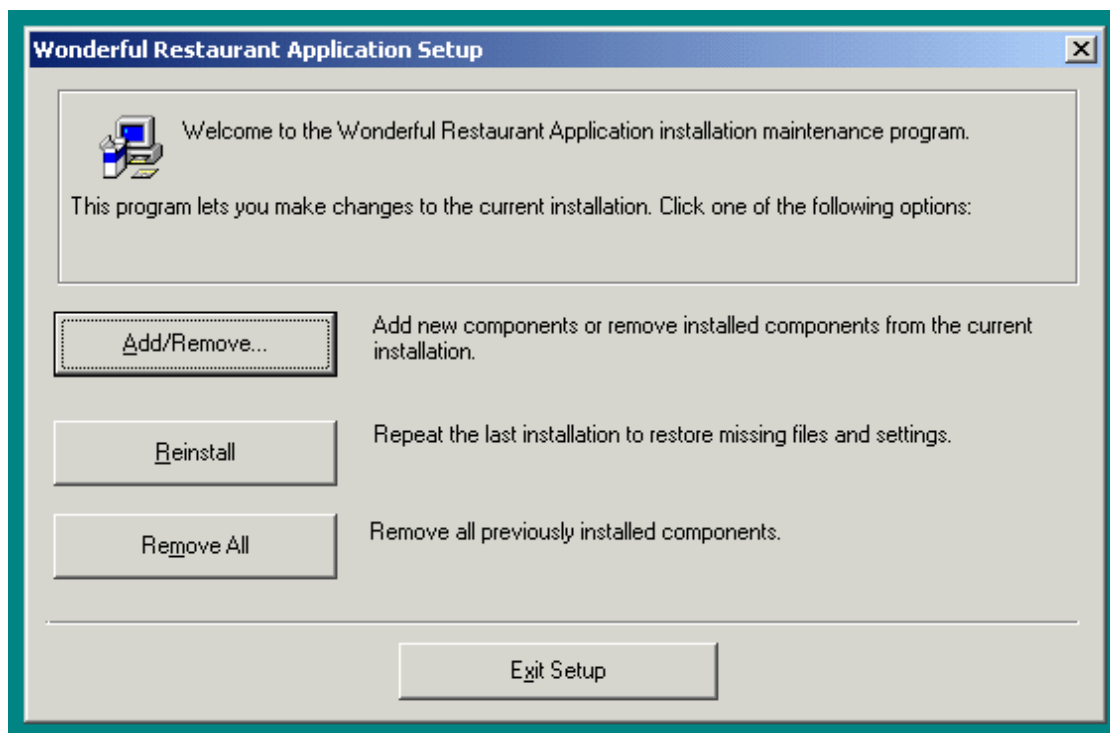 Wonderful Restaurant Application Setup
Welcome to the Wonderful Restaurant Application installation maintenance program.
This program lets you make changes to the current installation. Click one of the following options:
Add/Remove...
Add new components or remove installed components from the current
installation.
Reinstall
Repeat the last installation to restore missing files and settings.
Remove All
Remove all previously installed components.
Exit Setup